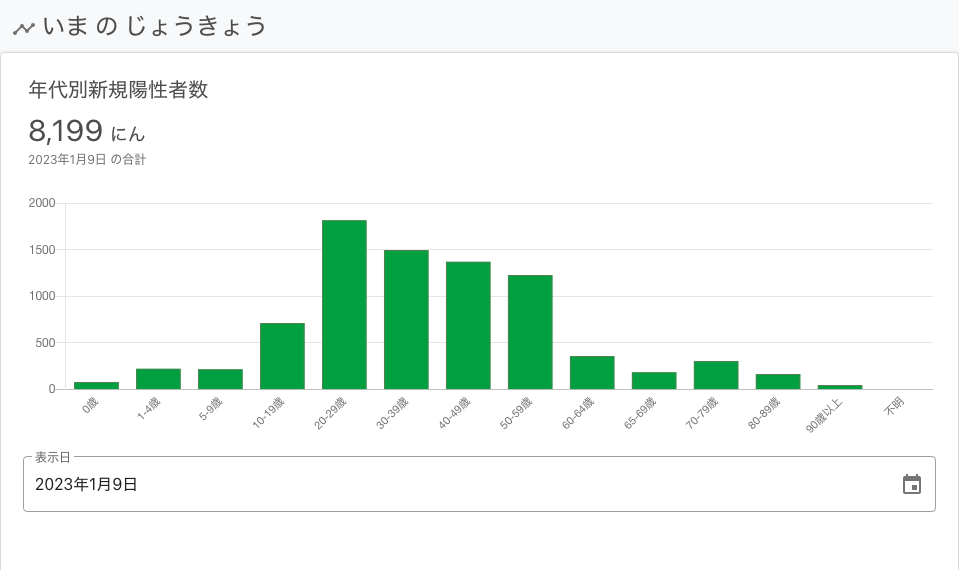 いま の じょうきょう
年代別新規陽性者数
8,199 にん
2023年1月9日 の合計
2000
1500
1000
500
0
0歳
1-4歳
5-9歳
10-19歳
20-29歳
30-39歳
40-49歳
50-59歳
60-64歳
65-69歳
70-79歳
80-89歳
90歳以上
不明
表示日
2023年1月9日